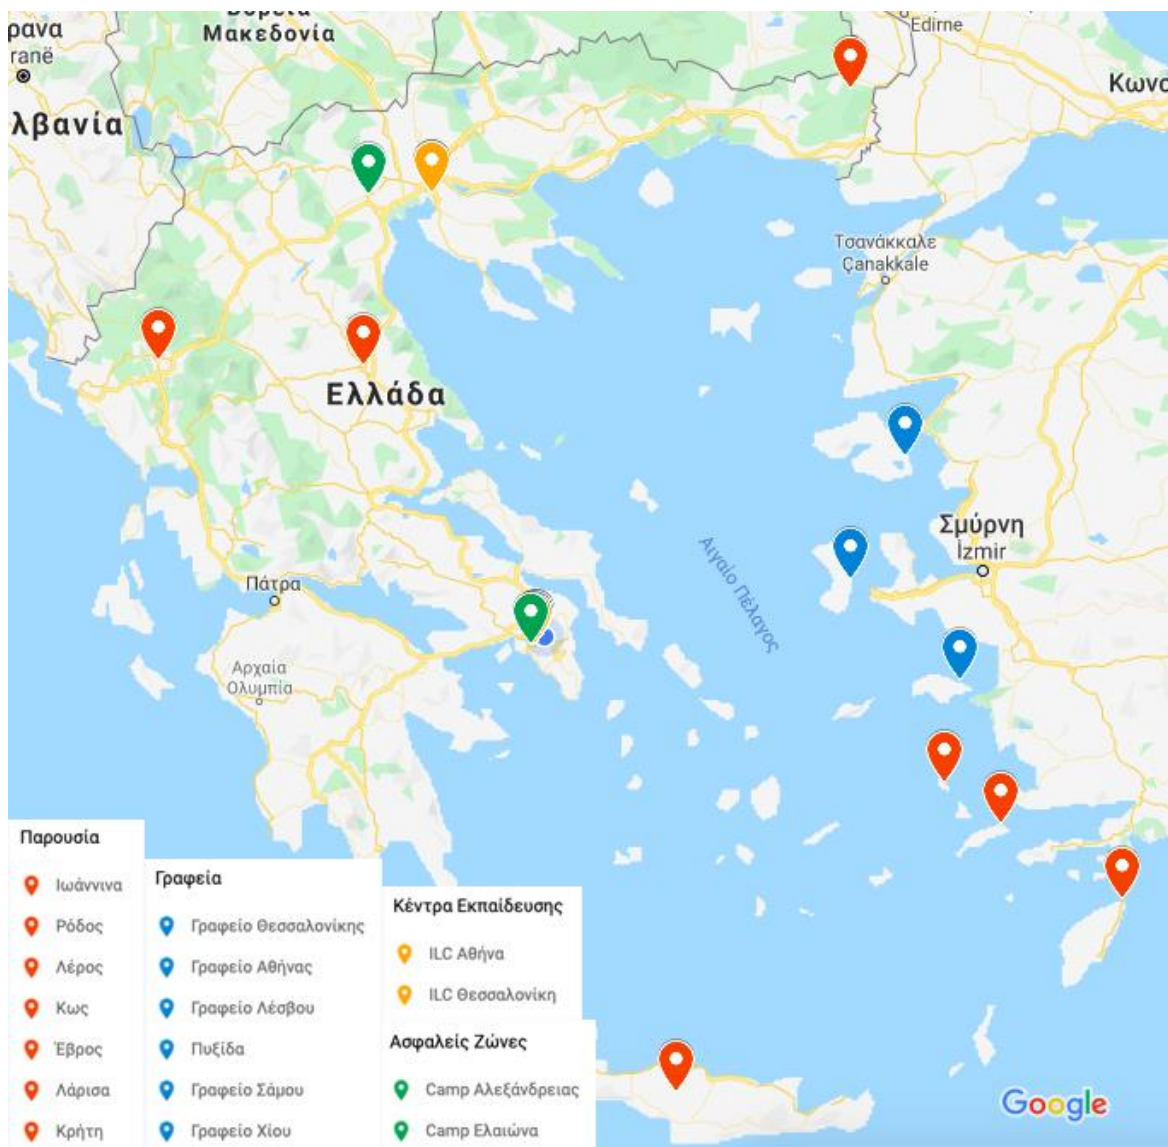 Βόρεια
Μακεδονία
ρανα
ranë
λβανία
Edirne
Κωνσ
Τσανάκκαλε
Çanakkale
Ελλάδα
Σμύρνη
İzmir
Αιγαίο Πέλαγος
Πάτρα
Αρχαία
Ολυμπία
Παρουσία
Ιωάννινα
Ρόδος
Λέρος
Κως
Έβρος
Λάρισα
Κρήτη
Γραφεία
Γραφείο Θεσσαλονίκης
Γραφείο Αθήνας
Γραφείο Λέσβου
Πυξίδα
Γραφείο Σάμου
Γραφείο Χίου
Κέντρα Εκπαίδευσης
ILC Αθήνα
ILC Θεσσαλονίκη
Ασφαλείς Ζώνες
Camp Αλεξάνδρειας
Camp Ελαιώνα
Google